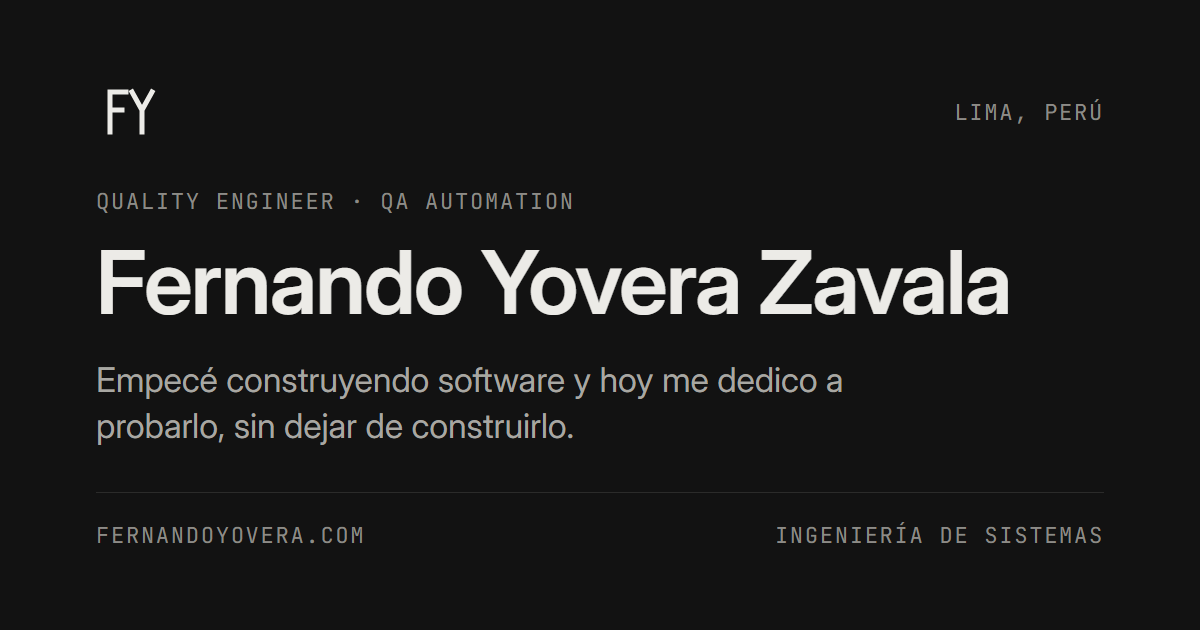 FY
LIMA, PERÚ
QUALITY ENGINEER · QA AUTOMATION
Fernando Yovera Zavala
Empecé construyendo software y hoy me dedico a
probarlo, sin dejar de construirlo.
FERNANDOYOVERA.COM
INGENIERÍA DE SISTEMAS